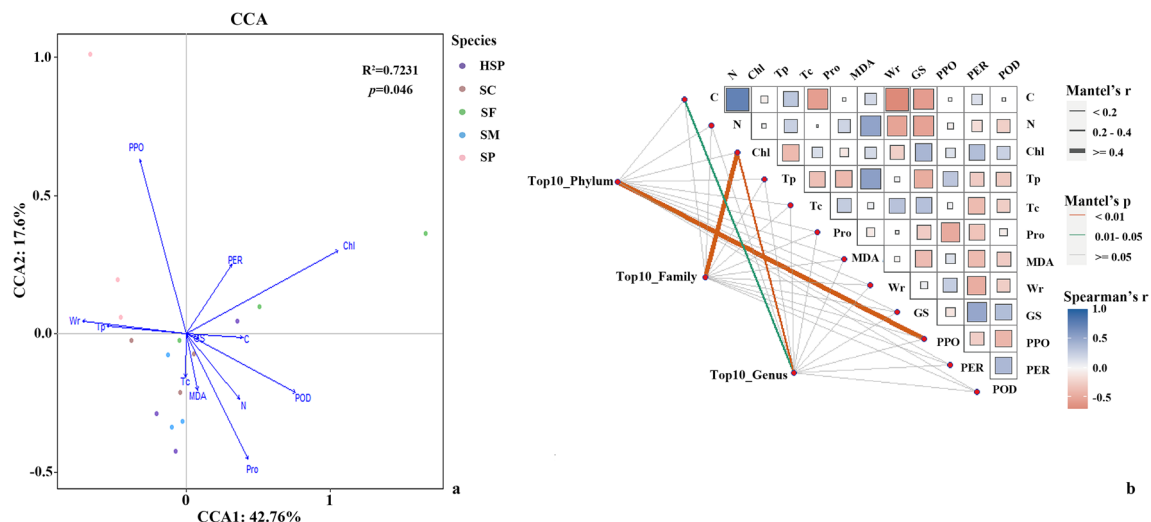 CCA
R²=0.7231
p=0.046
1.0
0.5
0.0
-0.5
CCA2: 17.6%
0
1
CCA1: 42.76%
PPO
Chl
PER
Wr
Tp
GS
C
Tc
MDA
N
POD
Pro
Species
HSP
SC
SF
SM
SP
a
N Chl Tp Tc Pro MDA Wr GS PPO PER POD
C
N
Chl
Tp
Tc
Pro
MDA
Wr
GS
PPO
PER
C
N
Chl
Tp
Tc
Pro
MDA
Wr
GS
PPO
PER
POD
Top10_Phylum
Top10_Family
Top10_Genus
Mantel's r
< 0.2
0.2 - 0.4
>= 0.4
Mantel's p
< 0.01
0.01- 0.05
>= 0.05
Spearman's r
1.0
0.5
0.0
-0.5
b